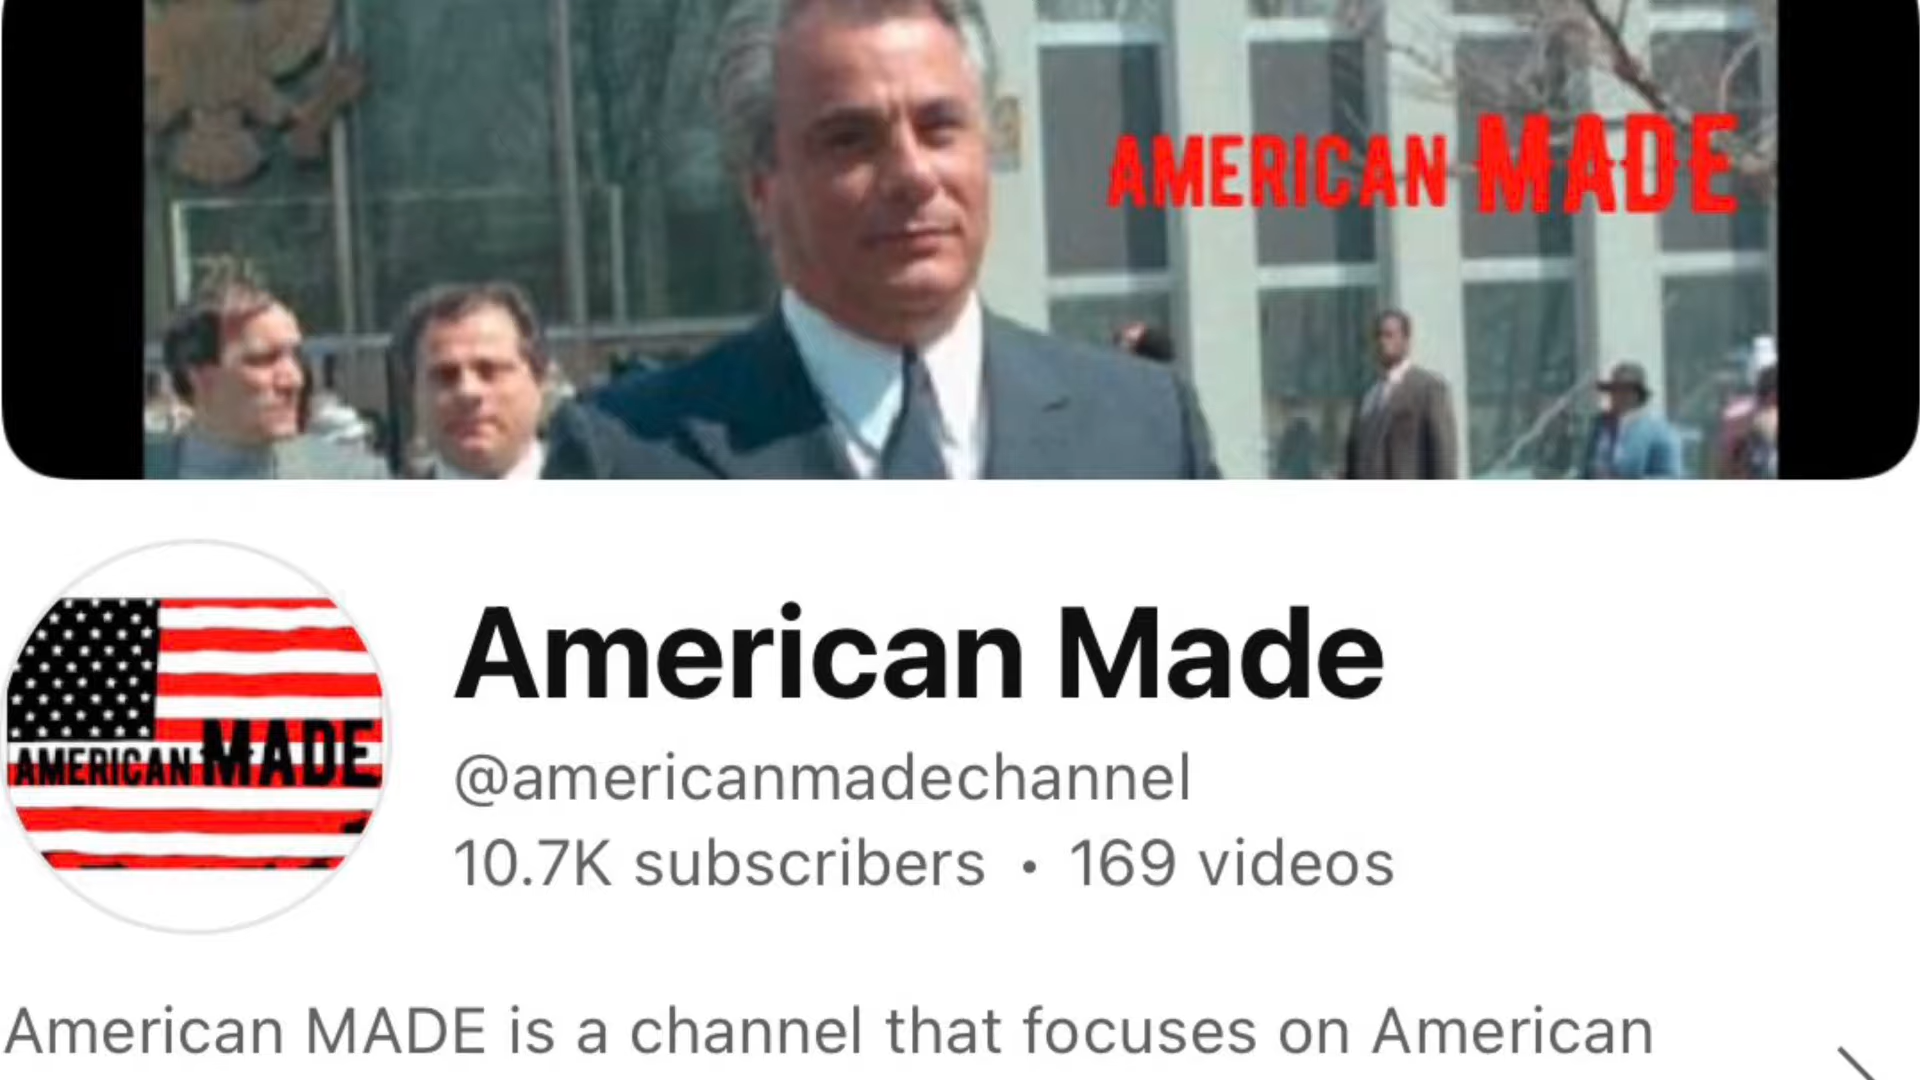 AMERICAN MADE
American Made
AMERICAN MADE
@americanmadechannel
10.7K subscribers • 169 videos
American MADE is a channel that focuses on American